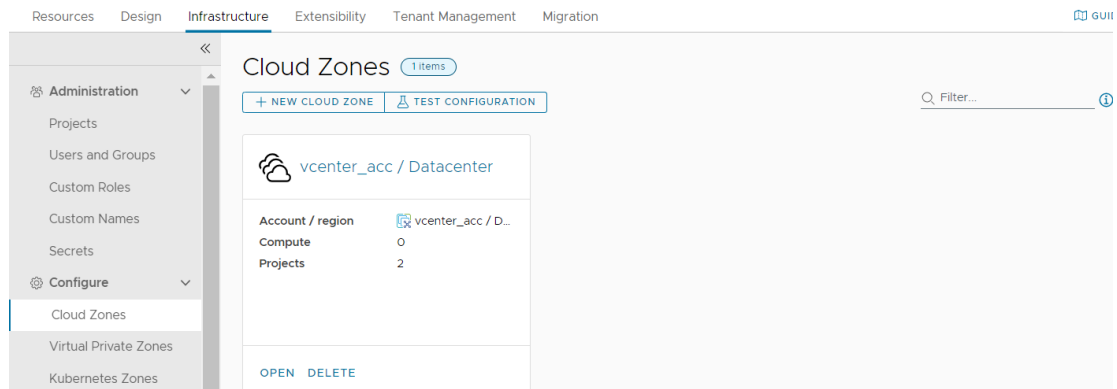 Resources Design Infrastructure Extensibility Tenant Management Migration GUID
Administration
Projects
Users and Groups
Custom Roles
Custom Names
Secrets
Configure
Cloud Zones
Virtual Private Zones
Kubernetes Zones
Cloud Zones 1 items
+ NEW CLOUD ZONE TEST CONFIGURATION
Filter...
vcenter_acc / Datacenter
Account / region vcenter_acc / D...
Compute 0
Projects 2
OPEN DELETE